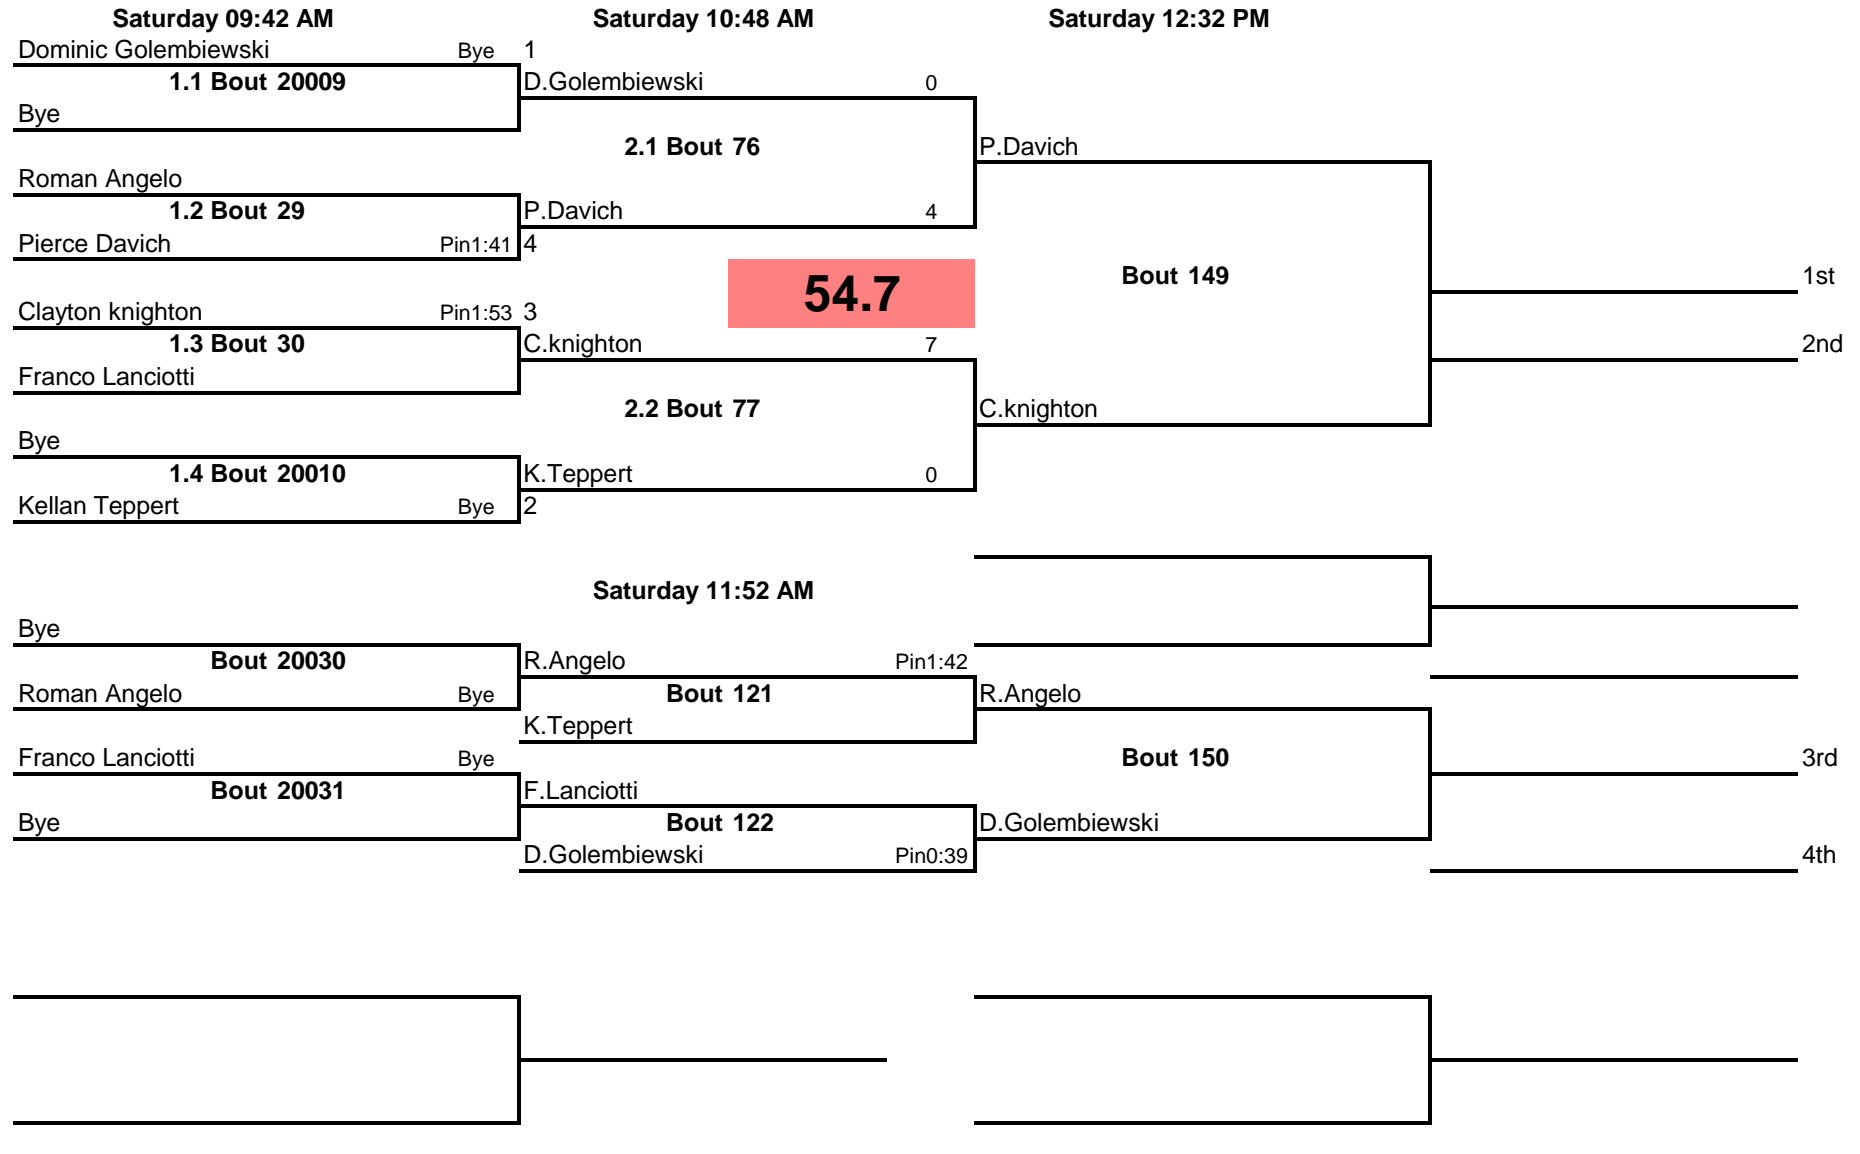 Saturday 09:42 AM Saturday 10:48 AM Saturday 12:32 PM
Dominic Golembiewski Bye 1
1.1 Bout 20009 D.Golembiewski 0
Bye
2.1 Bout 76 P.Davich
Roman Angelo
1.2 Bout 29 P.Davich 4
Pierce Davich Pin1:41 4
54.7 Bout 149 1st
Clayton knighton Pin1:53 3
1.3 Bout 30 C.knighton 7 2nd
Franco Lanciotti
2.2 Bout 77 C.knighton
Bye
1.4 Bout 20010 K.Teppert 0
Kellan Teppert Bye 2
Saturday 11:52 AM
Bye
Bout 20030 R.Angelo Pin1:42
Roman Angelo Bye Bout 121 R.Angelo
K.Teppert
Franco Lanciotti Bye Bout 150 3rd
Bout 20031 F.Lanciotti
Bye Bout 122 D.Golembiewski
D.Golembiewski Pin0:39 4th